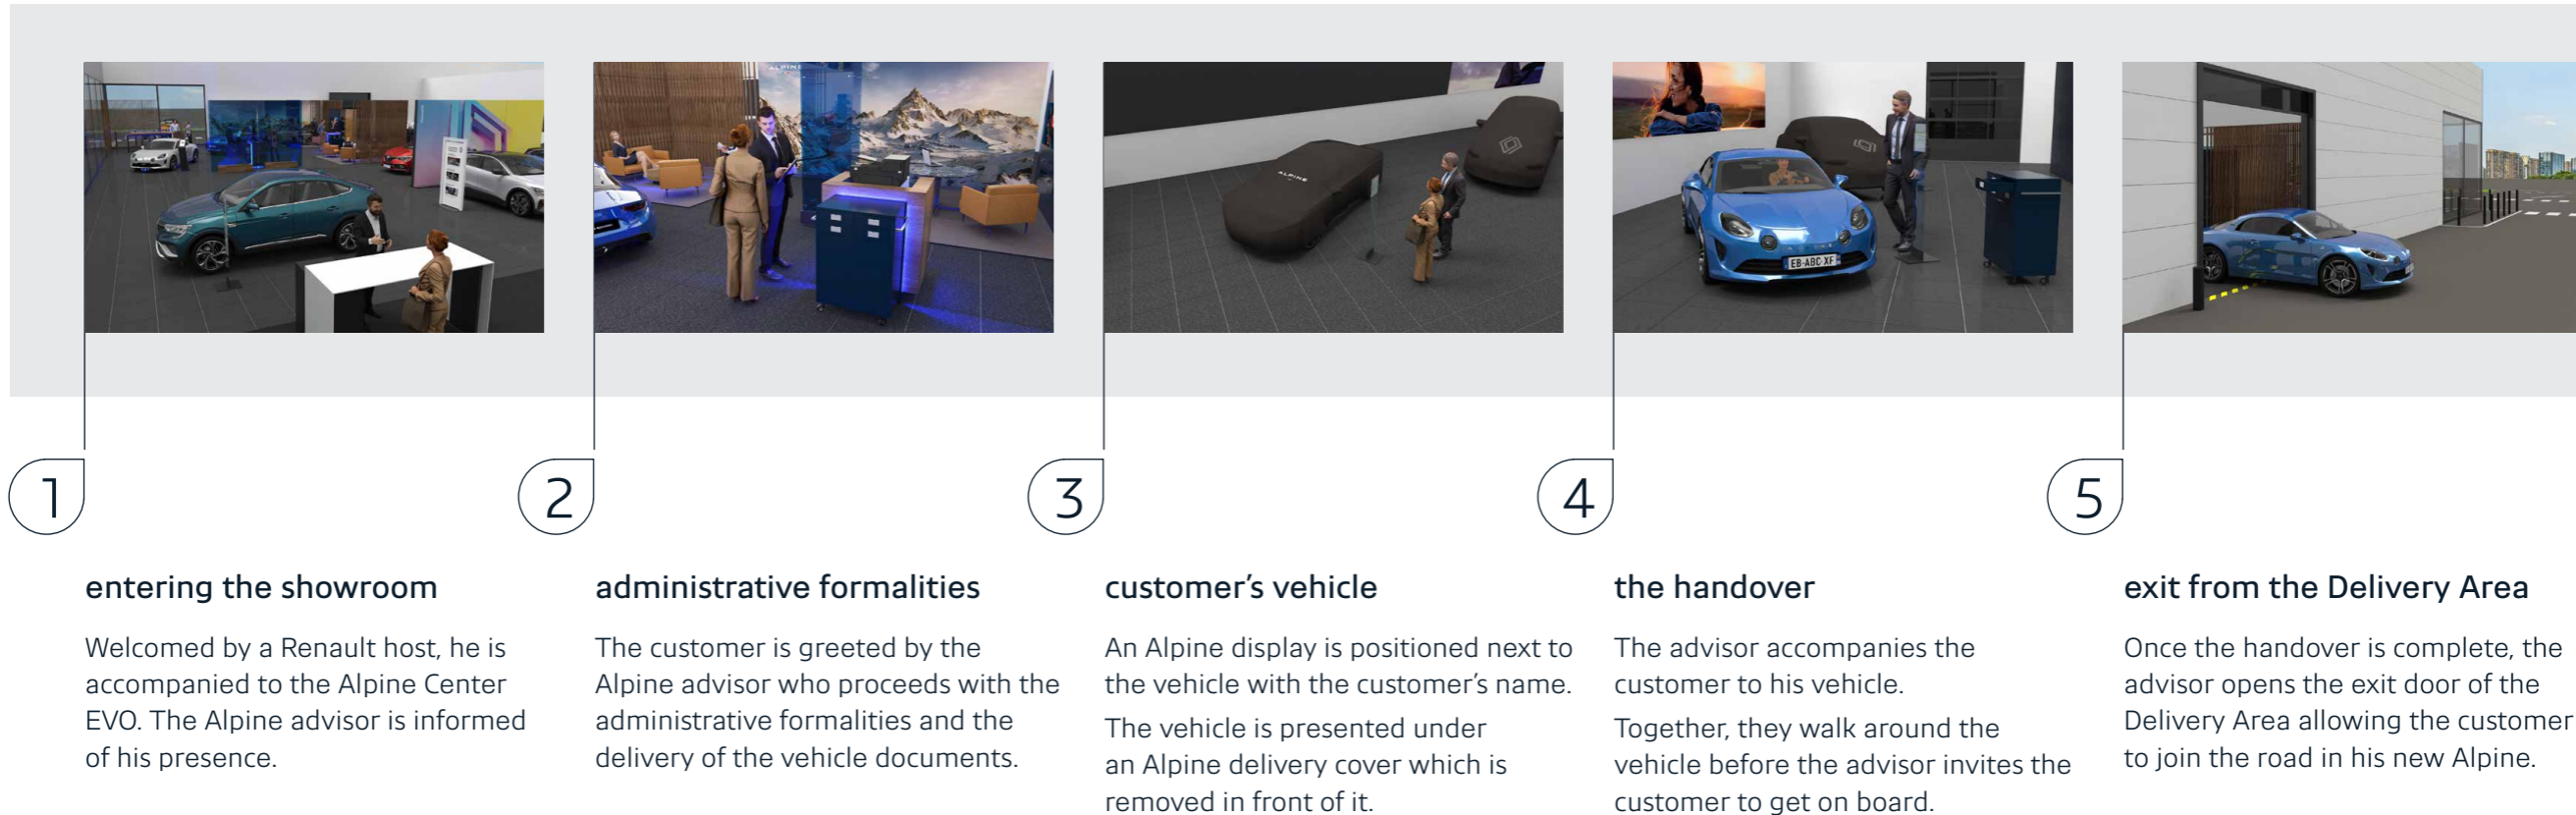 ALPINE
ALPINE
EB-ABC-XF
1
entering the showroom
Welcomed by a Renault host, he is
accompanied to the Alpine Center
EVO. The Alpine advisor is informed
of his presence.
2
administrative formalities
The customer is greeted by the
Alpine advisor who proceeds with the
administrative formalities and the
delivery of the vehicle documents.
3
customer’s vehicle
An Alpine display is positioned next to
the vehicle with the customer’s name.
The vehicle is presented under
an Alpine delivery cover which is
removed in front of it.
4
the handover
The advisor accompanies the
customer to his vehicle.
Together, they walk around the
vehicle before the advisor invites the
customer to get on board.
5
exit from the Delivery Area
Once the handover is complete, the
advisor opens the exit door of the
Delivery Area allowing the customer
to join the road in his new Alpine.